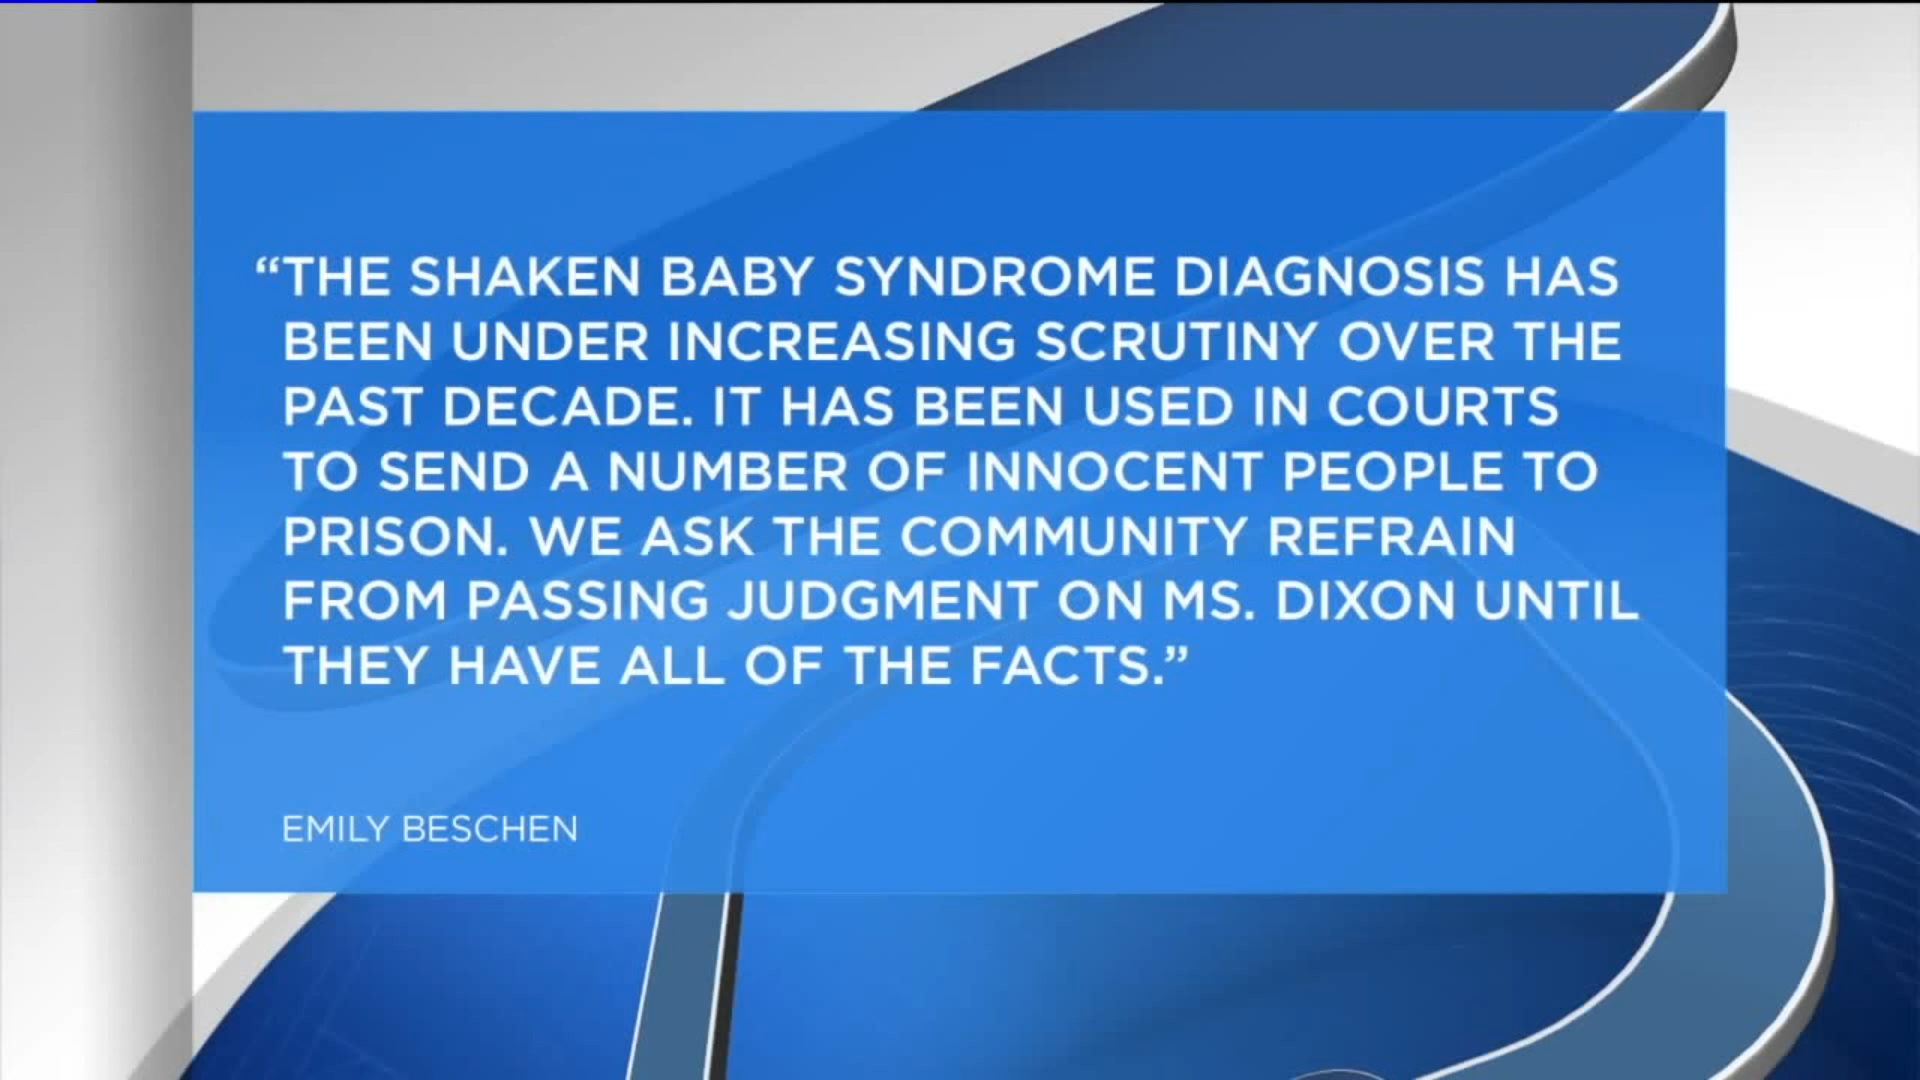 “THE SHAKEN BABY SYNDROME DIAGNOSIS HAS
BEEN UNDER INCREASING SCRUTINY OVER THE
PAST DECADE. IT HAS BEEN USED IN COURTS
TO SEND A NUMBER OF INNOCENT PEOPLE TO
PRISON. WE ASK THE COMMUNITY REFRAIN
FROM PASSING JUDGMENT ON MS. DIXON UNTIL
THEY HAVE ALL OF THE FACTS.”
EMILY BESCHEN